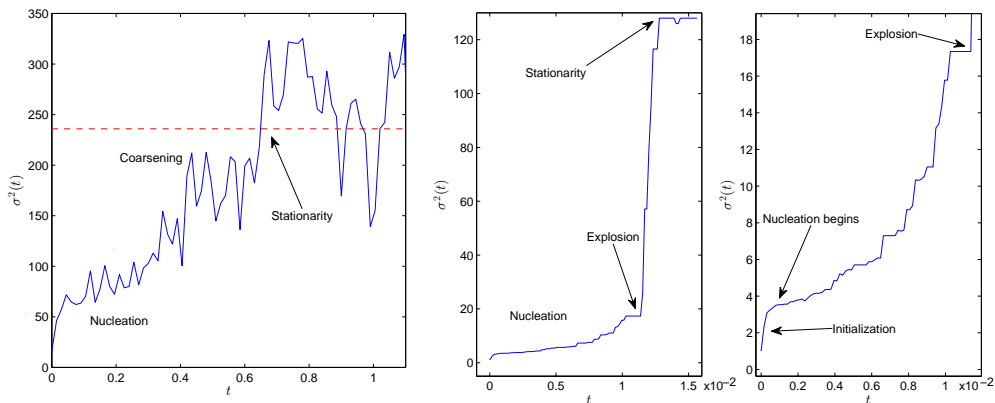 350
300
250
200
150
100
50
0
σ²(t)
Coarsening
Stationarity
Nucleation
0
0.2
0.4
0.6
0.8
1
t
120
100
80
60
40
20
0
σ²(t)
Stationarity
Explosion
Nucleation
0
0.5
1
1.5
x10⁻²
t
18
16
14
12
10
8
6
4
2
0
σ²(t)
Explosion
Nucleation begins
Initialization
0
0.2
0.4
0.6
0.8
1
x10⁻²
t